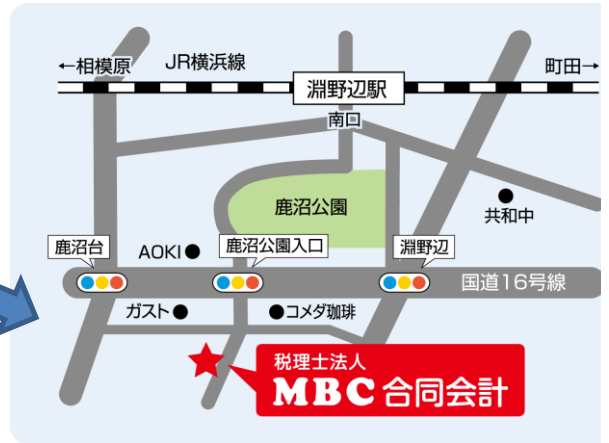 ←相模原
JR横浜線
町田→
淵野辺駅
南口
鹿沼公園
共和中
鹿沼台
AOKI
鹿沼公園入口
淵野辺
国道16号線
ガスト
コメダ珈琲
税理士法人
MBC合同会計